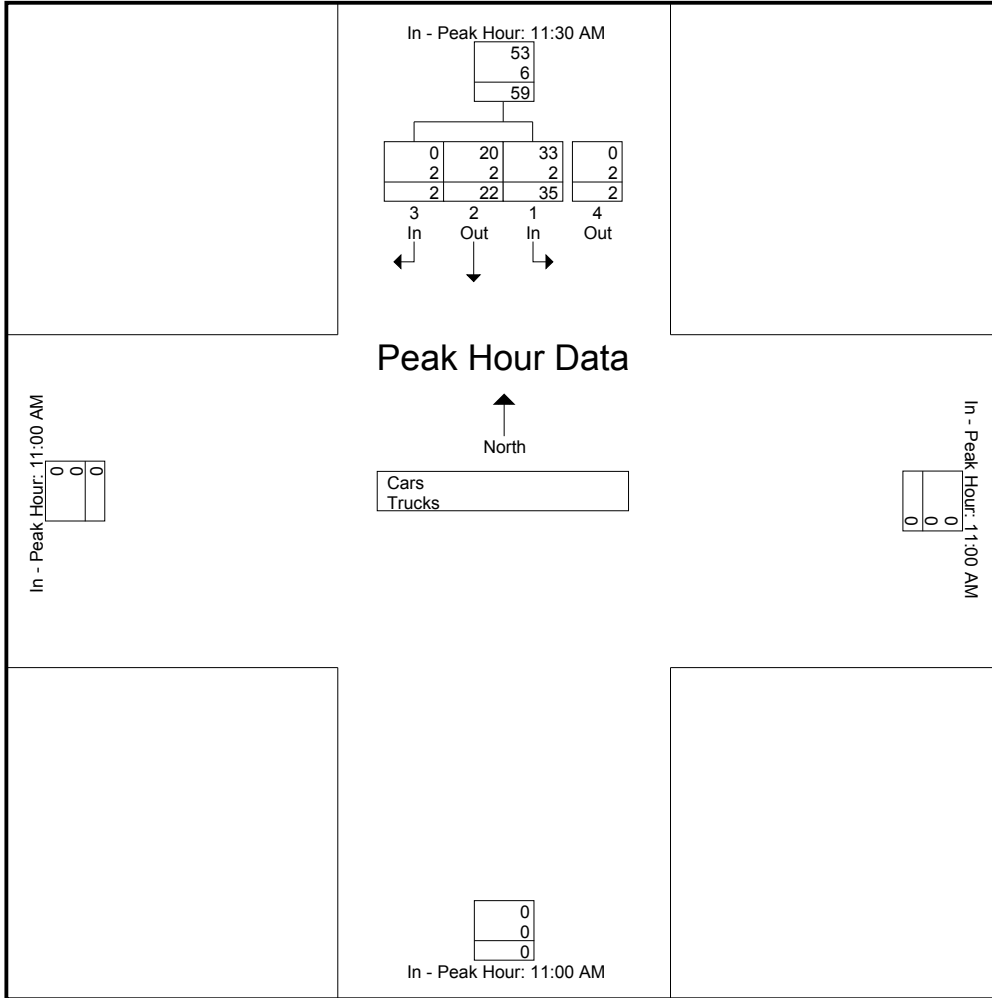 In - Peak Hour: 11:30 AM
53
6
59
0 20 33 0
2 2 2 2
2 22 35 2
3 2 1 4
In Out In Out
Peak Hour Data
North
Cars
Trucks
In - Peak Hour: 11:00 AM
0 0 0
In - Peak Hour: 11:00 AM
0 0 0
0
0
0
In - Peak Hour: 11:00 AM